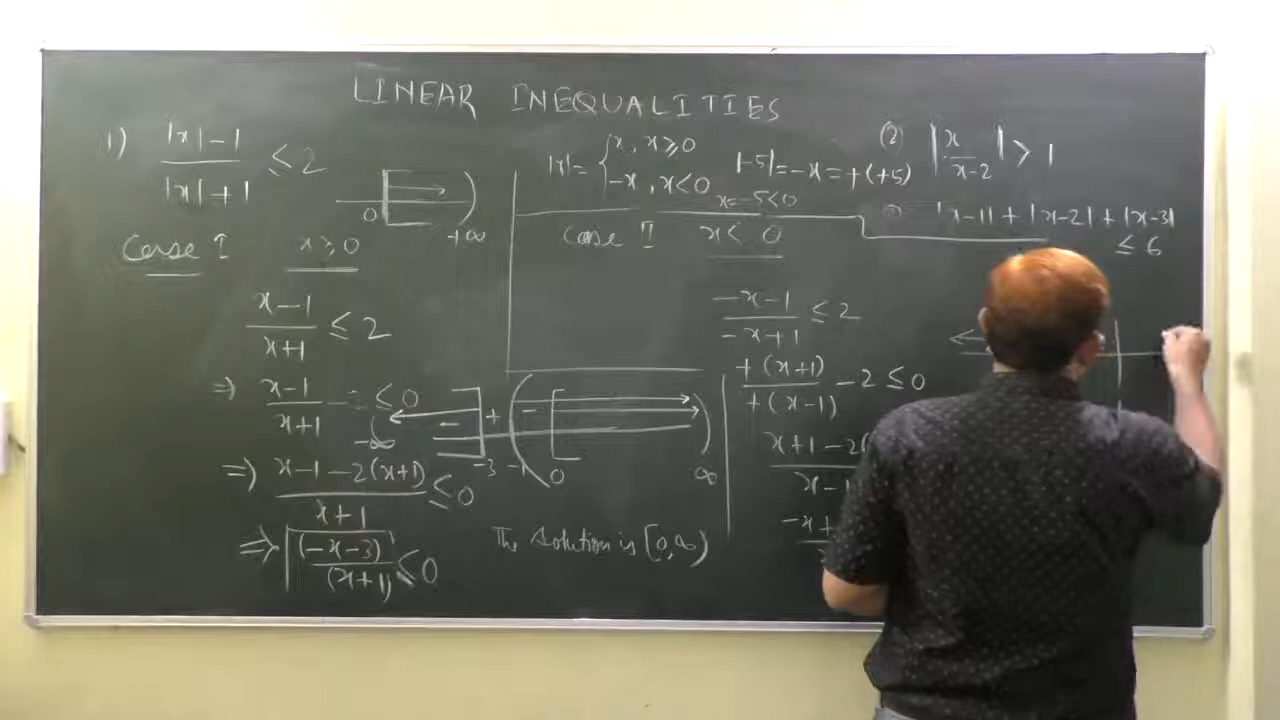 LINEAR INEQUALITIES
1) |x| - 1 / |x| + 1 ≤ 2
0 +∞
Case I x ≥ 0
x - 1 / x + 1 ≤ 2
=) x - 1 / x + 1 - ≤ 0
=) x - 1 - 2(x+1) / x + 1 ≤ 0
=> (-x - 3) / (x + 1) ≤ 0
|x| = { x, x ≥ 0
-x, x < 0
|-5| = -x = +(+5)
x = -5 < 0
(2) |x / x-2| > 1
|x-1| + |x-2| + |x-3|
≤ 6
Case II x < 0
-x - 1 / -x + 1 ≤ 2
+(x+1) / +(x-1) - 2 ≤ 0
x + 1 - 2( / x - 1
-x +
-∞ - + -
-3 -1 0 ∞
The solution is [0, ∞)